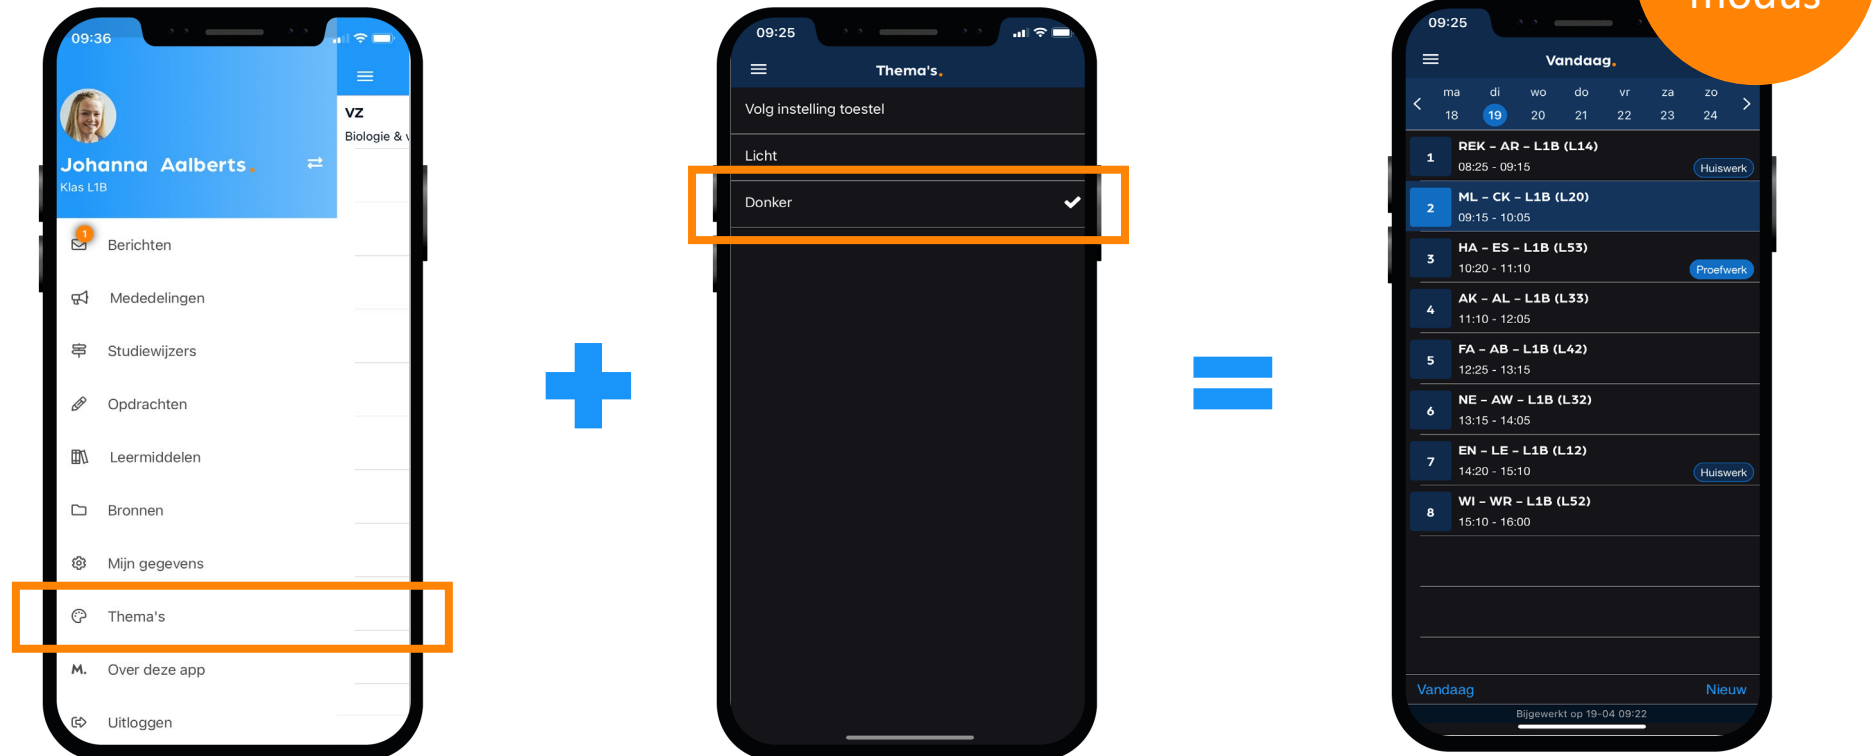 09:36
VZ
Biologie & v
Johanna Aalberts.
Klas L1B
1
Berichten
Mededelingen
Studiewijzers
Opdrachten
Leermiddelen
Bronnen
Mijn gegevens
Thema's
M. Over deze app
Uitloggen
09:25
Thema's.
Volg instelling toestel
Licht
Donker
modus
09:25
Vandaag.
ma di wo do vr za zo
18 19 20 21 22 23 24
1 REK – AR – L1B (L14)
08:25 - 09:15 Huiswerk
2 ML – CK – L1B (L20)
09:15 - 10:05
3 HA – ES – L1B (L53)
10:20 - 11:10 Proefwerk
4 AK – AL – L1B (L33)
11:10 - 12:05
5 FA – AB – L1B (L42)
12:25 - 13:15
6 NE – AW – L1B (L32)
13:15 - 14:05
7 EN – LE – L1B (L12)
14:20 - 15:10 Huiswerk
8 WI – WR – L1B (L52)
15:10 - 16:00
Vandaag Nieuw
Bijgewerkt op 19-04 09:22